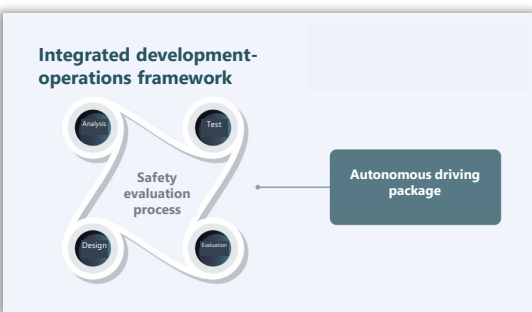 Integrated development-
operations framework
Analysis
Test
Safety
evaluation
process
Design
Evaluation
Autonomous driving
package